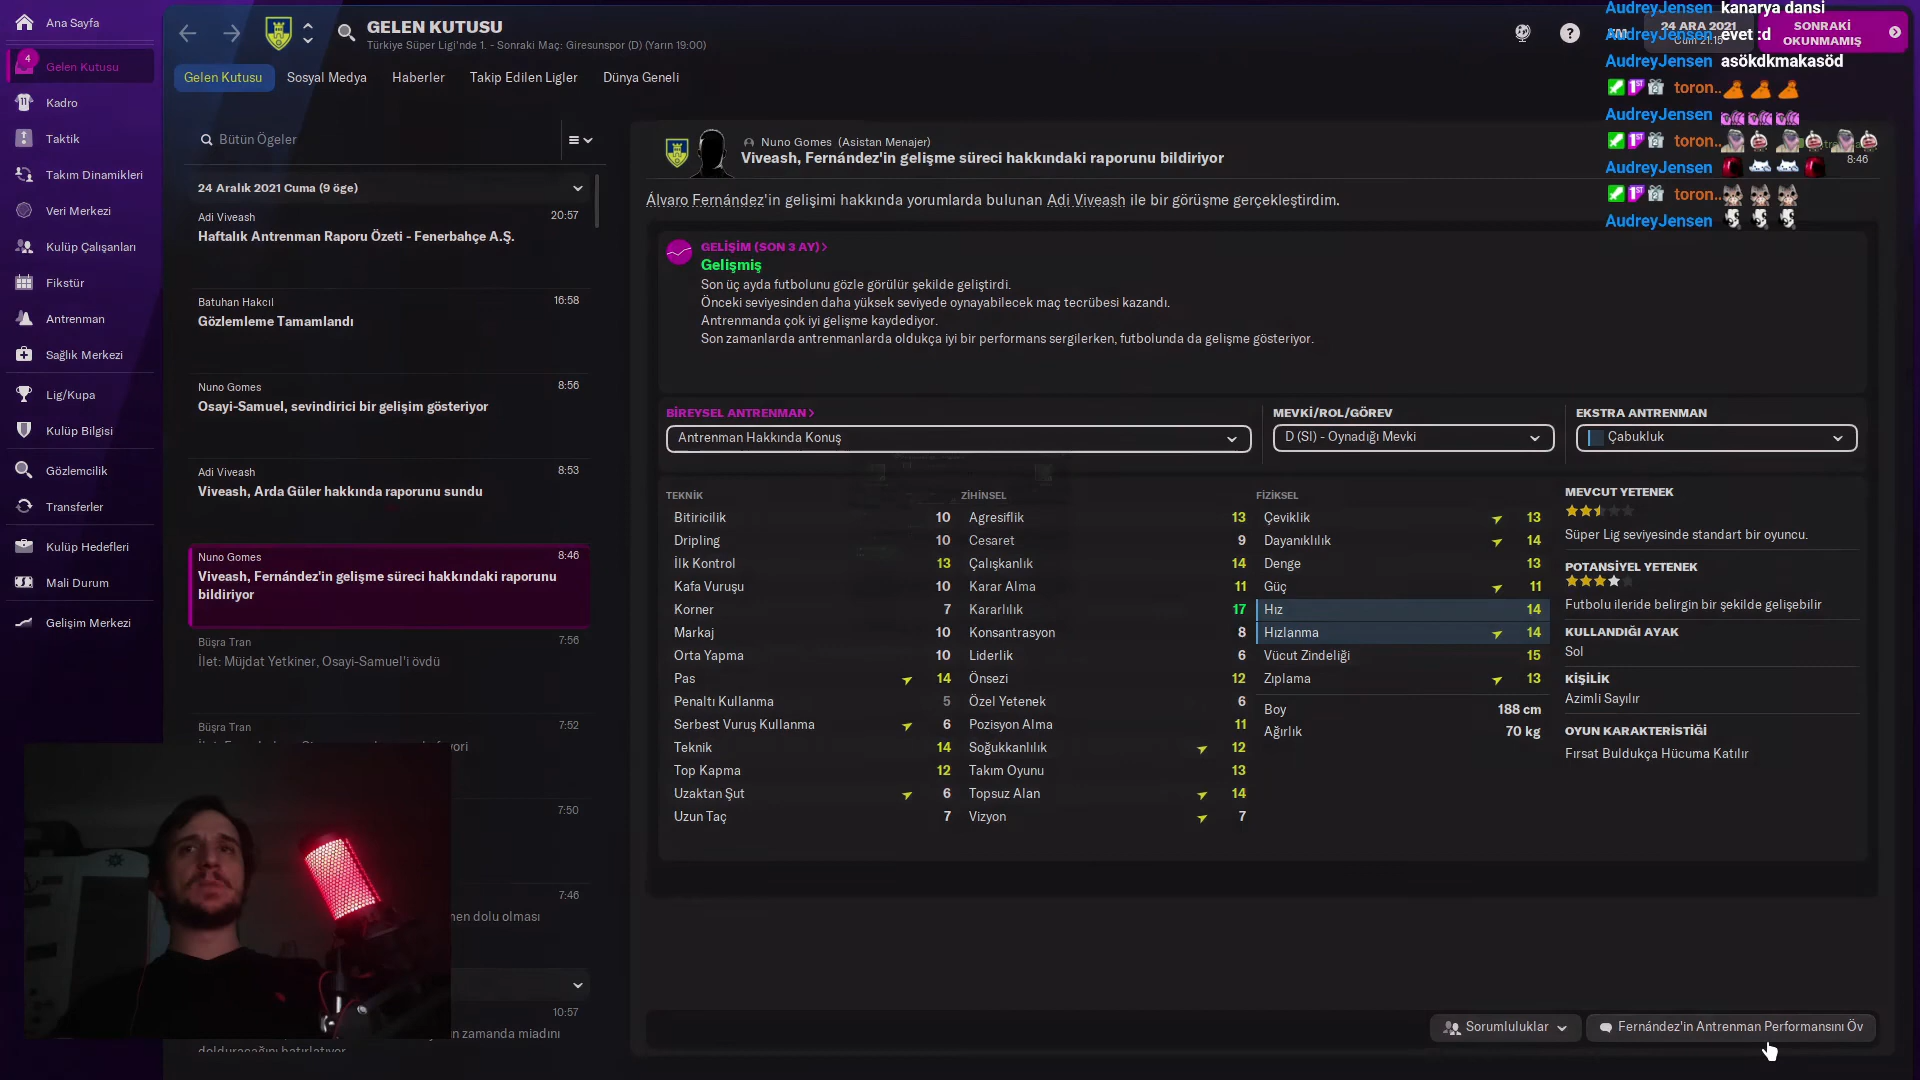 Ana Sayfa
4
Gelen Kutusu
Kadro
Taktik
Takım Dinamikleri
Veri Merkezi
Kulüp Çalışanları
Fikstür
Antrenman
Sağlık Merkezi
Lig/Kupa
Kulüp Bilgisi
Gözlemcilik
Transferler
Kulüp Hedefleri
Mali Durum
Gelişim Merkezi
GELEN KUTUSU
Türkiye Süper Ligi'nde 1. - Sonraki Maç: Giresunspor (D) (Yarın 19:00)
Gelen Kutusu
Sosyal Medya
Haberler
Takip Edilen Ligler
Dünya Geneli
24 ARA 2021
Cum 21:15
SONRAKİ
OKUNMAMIŞ
AudreyJensen kanarya dansi
AudreyJensen evet :d
AudreyJensen asökdkmakasöd
toron..
AudreyJensen
toron..
AudreyJensen
toron..
AudreyJensen
Bütün Ögeler
24 Aralık 2021 Cuma (9 öge)
Adi Viveash 20:57
Haftalık Antrenman Raporu Özeti - Fenerbahçe A.Ş.
Batuhan Hakcıl 16:58
Gözlemleme Tamamlandı
Nuno Gomes 8:56
Osayi-Samuel, sevindirici bir gelişim gösteriyor
Adi Viveash 8:53
Viveash, Arda Güler hakkında raporunu sundu
Nuno Gomes 8:46
Viveash, Fernández'in gelişme süreci hakkındaki raporunu
bildiriyor
Büşra Tran 7:56
İlet: Müjdat Yetkiner, Osayi-Samuel'i övdü
Büşra Tran 7:52
7:50
7:46
men dolu olması
10:57
zamanda miadını
Nuno Gomes (Asistan Menajer)
Viveash, Fernández'in gelişme süreci hakkındaki raporunu bildiriyor
8:46
Álvaro Fernández'in gelişimi hakkında yorumlarda bulunan Adi Viveash ile bir görüşme gerçekleştirdim.
GELİŞİM (SON 3 AY)
Gelişmiş
Son üç ayda futbolunu gözle görülür şekilde geliştirdi.
Önceki seviyesinden daha yüksek seviyede oynayabilecek maç tecrübesi kazandı.
Antrenmanda çok iyi gelişme kaydediyor.
Son zamanlarda antrenmanlarda oldukça iyi bir performans sergilerken, futbolunda da gelişme gösteriyor.
BİREYSEL ANTRENMAN
Antrenman Hakkında Konuş
MEVKİ/ROL/GÖREV
D (Sl) - Oynadığı Mevki
EKSTRA ANTRENMAN
Çabukluk
TEKNİK
Bitiricilik 10
Dripling 10
İlk Kontrol 13
Kafa Vuruşu 10
Korner 7
Markaj 10
Orta Yapma 10
Pas 14
Penaltı Kullanma 5
Serbest Vuruş Kullanma 6
Teknik 14
Top Kapma 12
Uzaktan Şut 6
Uzun Taç 7
ZİHİNSEL
Agresiflik 13
Cesaret 9
Çalışkanlık 14
Karar Alma 11
Kararlılık 17
Konsantrasyon 8
Liderlik 6
Önsezi 12
Özel Yetenek 6
Pozisyon Alma 11
Soğukkanlılık 12
Takım Oyunu 13
Topsuz Alan 14
Vizyon 7
FİZİKSEL
Çeviklik 13
Dayanıklılık 14
Denge 13
Güç 11
Hız 14
Hızlanma 14
Vücut Zindeliği 15
Zıplama 13
Boy 188 cm
Ağırlık 70 kg
MEVCUT YETENEK
Süper Lig seviyesinde standart bir oyuncu.
POTANSİYEL YETENEK
Futbolu ileride belirgin bir şekilde gelişebilir
KULLANDIĞI AYAK
Sol
KİŞİLİK
Azimli Sayılır
OYUN KARAKTERİSTİĞİ
Fırsat Buldukça Hücuma Katılır
Sorumluluklar
Fernández'in Antrenman Performansını Öv